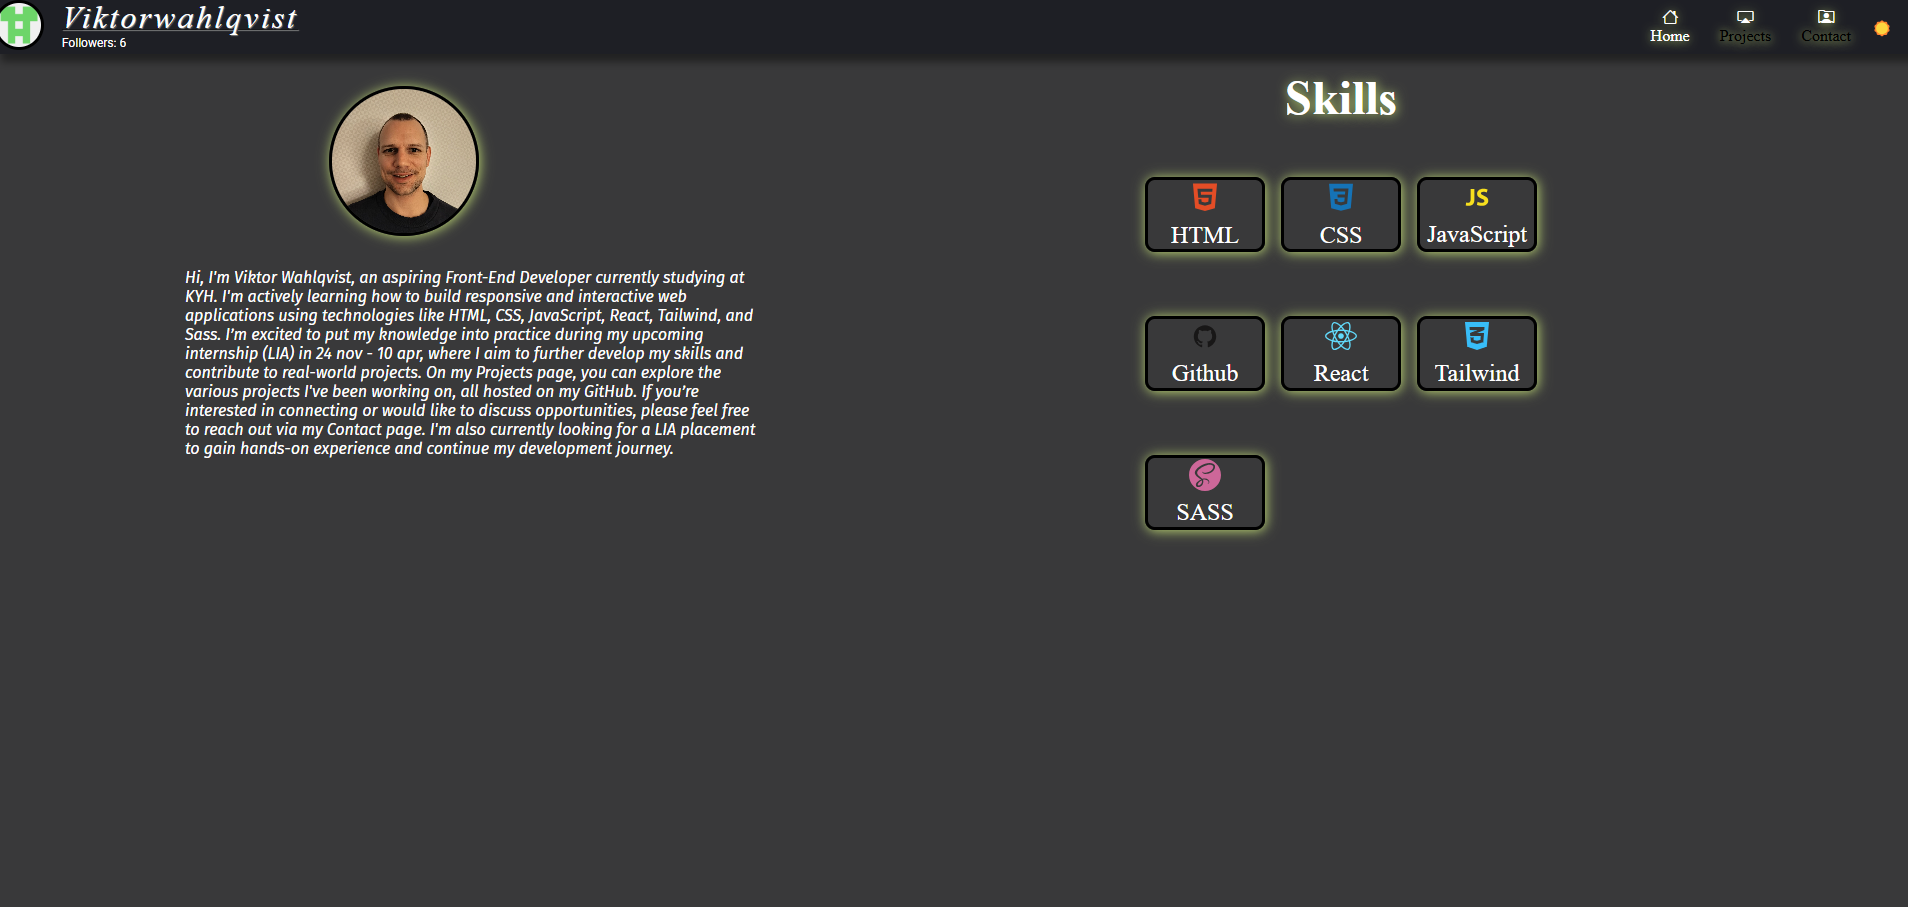 Viktorwahlqvist
Followers: 6
Home
Projects
Contact
Skills
HTML
CSS
JS
JavaScript
Hi, I'm Viktor Wahlqvist, an aspiring Front-End Developer currently studying at
KYH. I'm actively learning how to build responsive and interactive web
applications using technologies like HTML, CSS, JavaScript, React, Tailwind, and
Sass. I’m excited to put my knowledge into practice during my upcoming
internship (LIA) in 24 nov - 10 apr, where I aim to further develop my skills and
contribute to real-world projects. On my Projects page, you can explore the
various projects I've been working on, all hosted on my GitHub. If you’re
interested in connecting or would like to discuss opportunities, please feel free
to reach out via my Contact page. I'm also currently looking for a LIA placement
to gain hands-on experience and continue my development journey.
Github
React
Tailwind
SASS